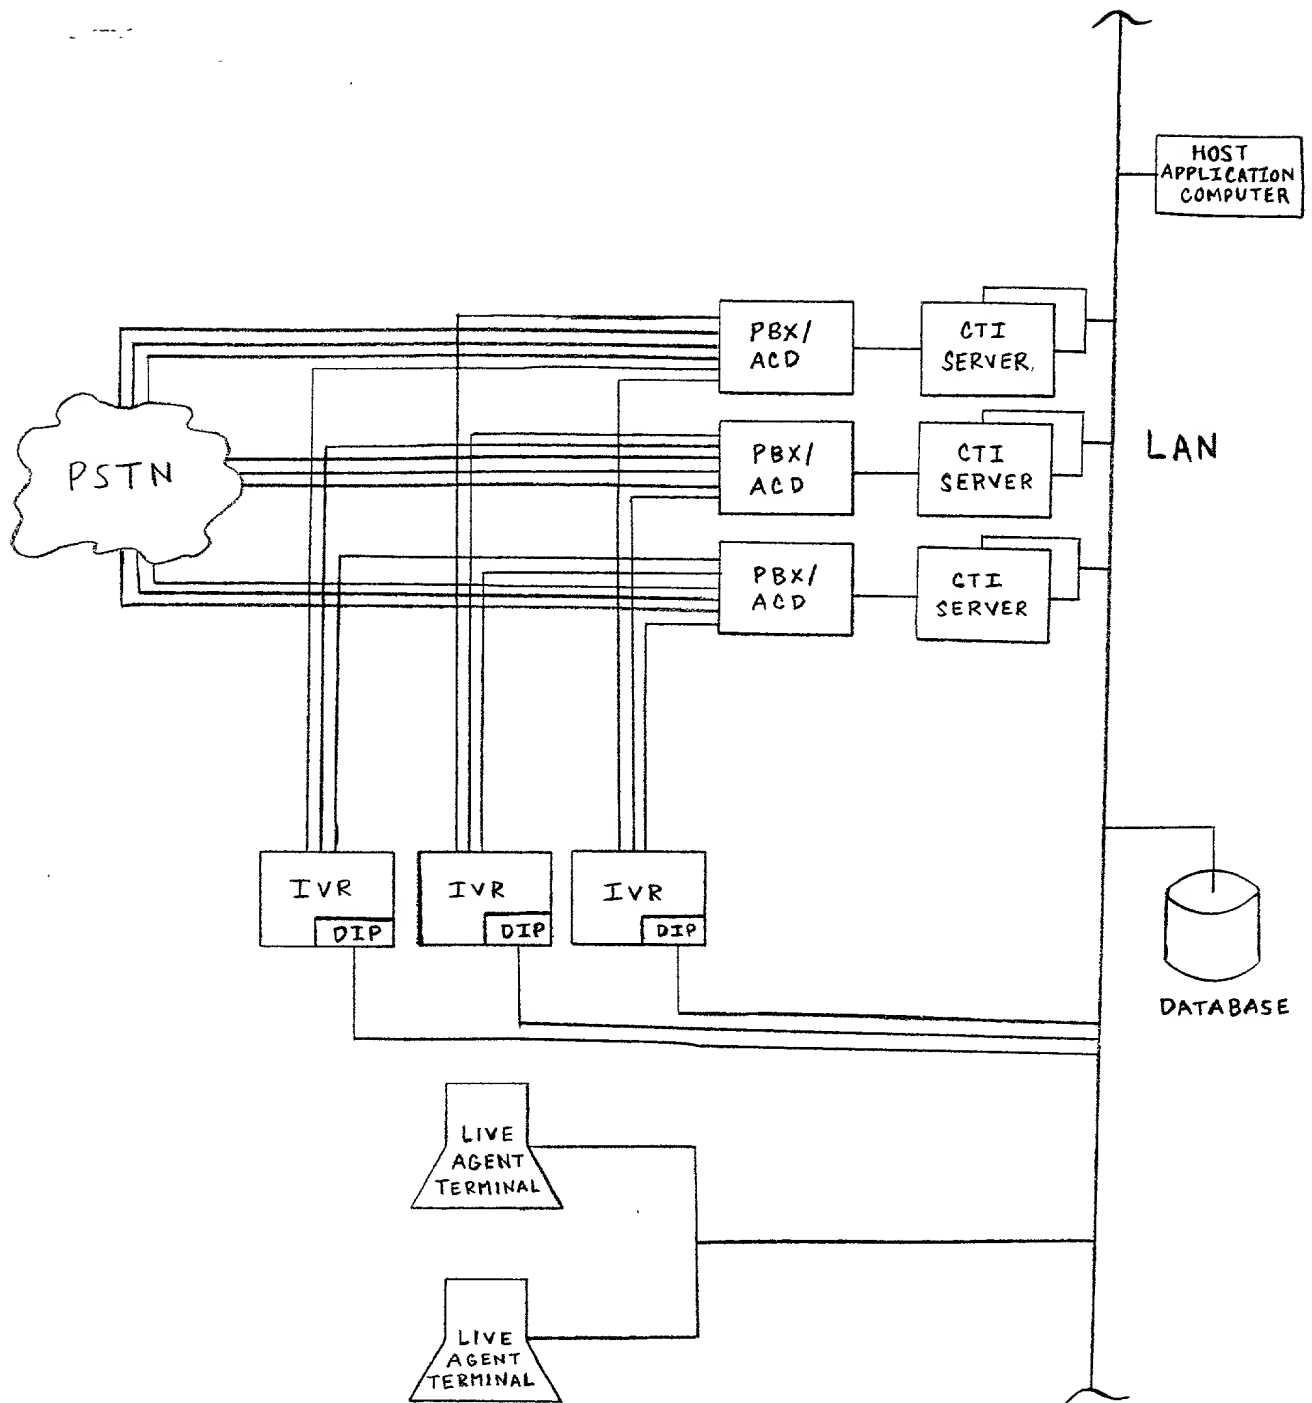 HOST
APPLICATION
COMPUTER
PBX/
ACD
CTI
SERVER
PBX/
ACD
CTI
SERVER
LAN
PSTN
PBX/
ACD
CTI
SERVER
IVR
DIP
IVR
DIP
IVR
DIP
DATABASE
LIVE
AGENT
TERMINAL
LIVE
AGENT
TERMINAL